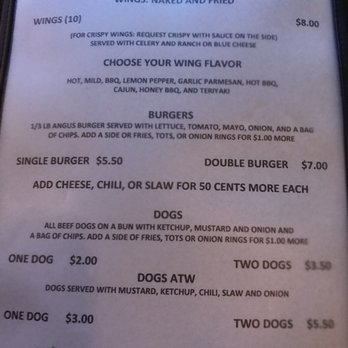 WINGS: NAKED AND FRIED
WINGS (10) $8.00
(FOR CRISPY WINGS: REQUEST CRISPY WITH SAUCE ON THE SIDE)
SERVED WITH CELERY AND RANCH OR BLUE CHEESE
CHOOSE YOUR WING FLAVOR
HOT, MILD, BBQ, LEMON PEPPER, GARLIC PARMESAN, HOT BBQ,
CAJUN, HONEY BBQ, AND TERIYAKI
BURGERS
1/3 LB ANGUS BURGER SERVED WITH LETTUCE, TOMATO, MAYO, ONION, AND A BAG
OF CHIPS. ADD A SIDE OR FRIES, TOTS, OR ONION RINGS FOR $1.00 MORE
SINGLE BURGER $5.50 DOUBLE BURGER $7.00
ADD CHEESE, CHILI, OR SLAW FOR 50 CENTS MORE EACH
DOGS
ALL BEEF DOGS ON A BUN WITH KETCHUP, MUSTARD AND ONION AND
A BAG OF CHIPS. ADD A SIDE OF FRIES, TOTS OR ONION RINGS FOR $1.00 MORE
ONE DOG $2.00 TWO DOGS $3.50
DOGS ATW
DOGS SERVED WITH MUSTARD, KETCHUP, CHILI, SLAW AND ONION
ONE DOG $3.00 TWO DOGS $5.50